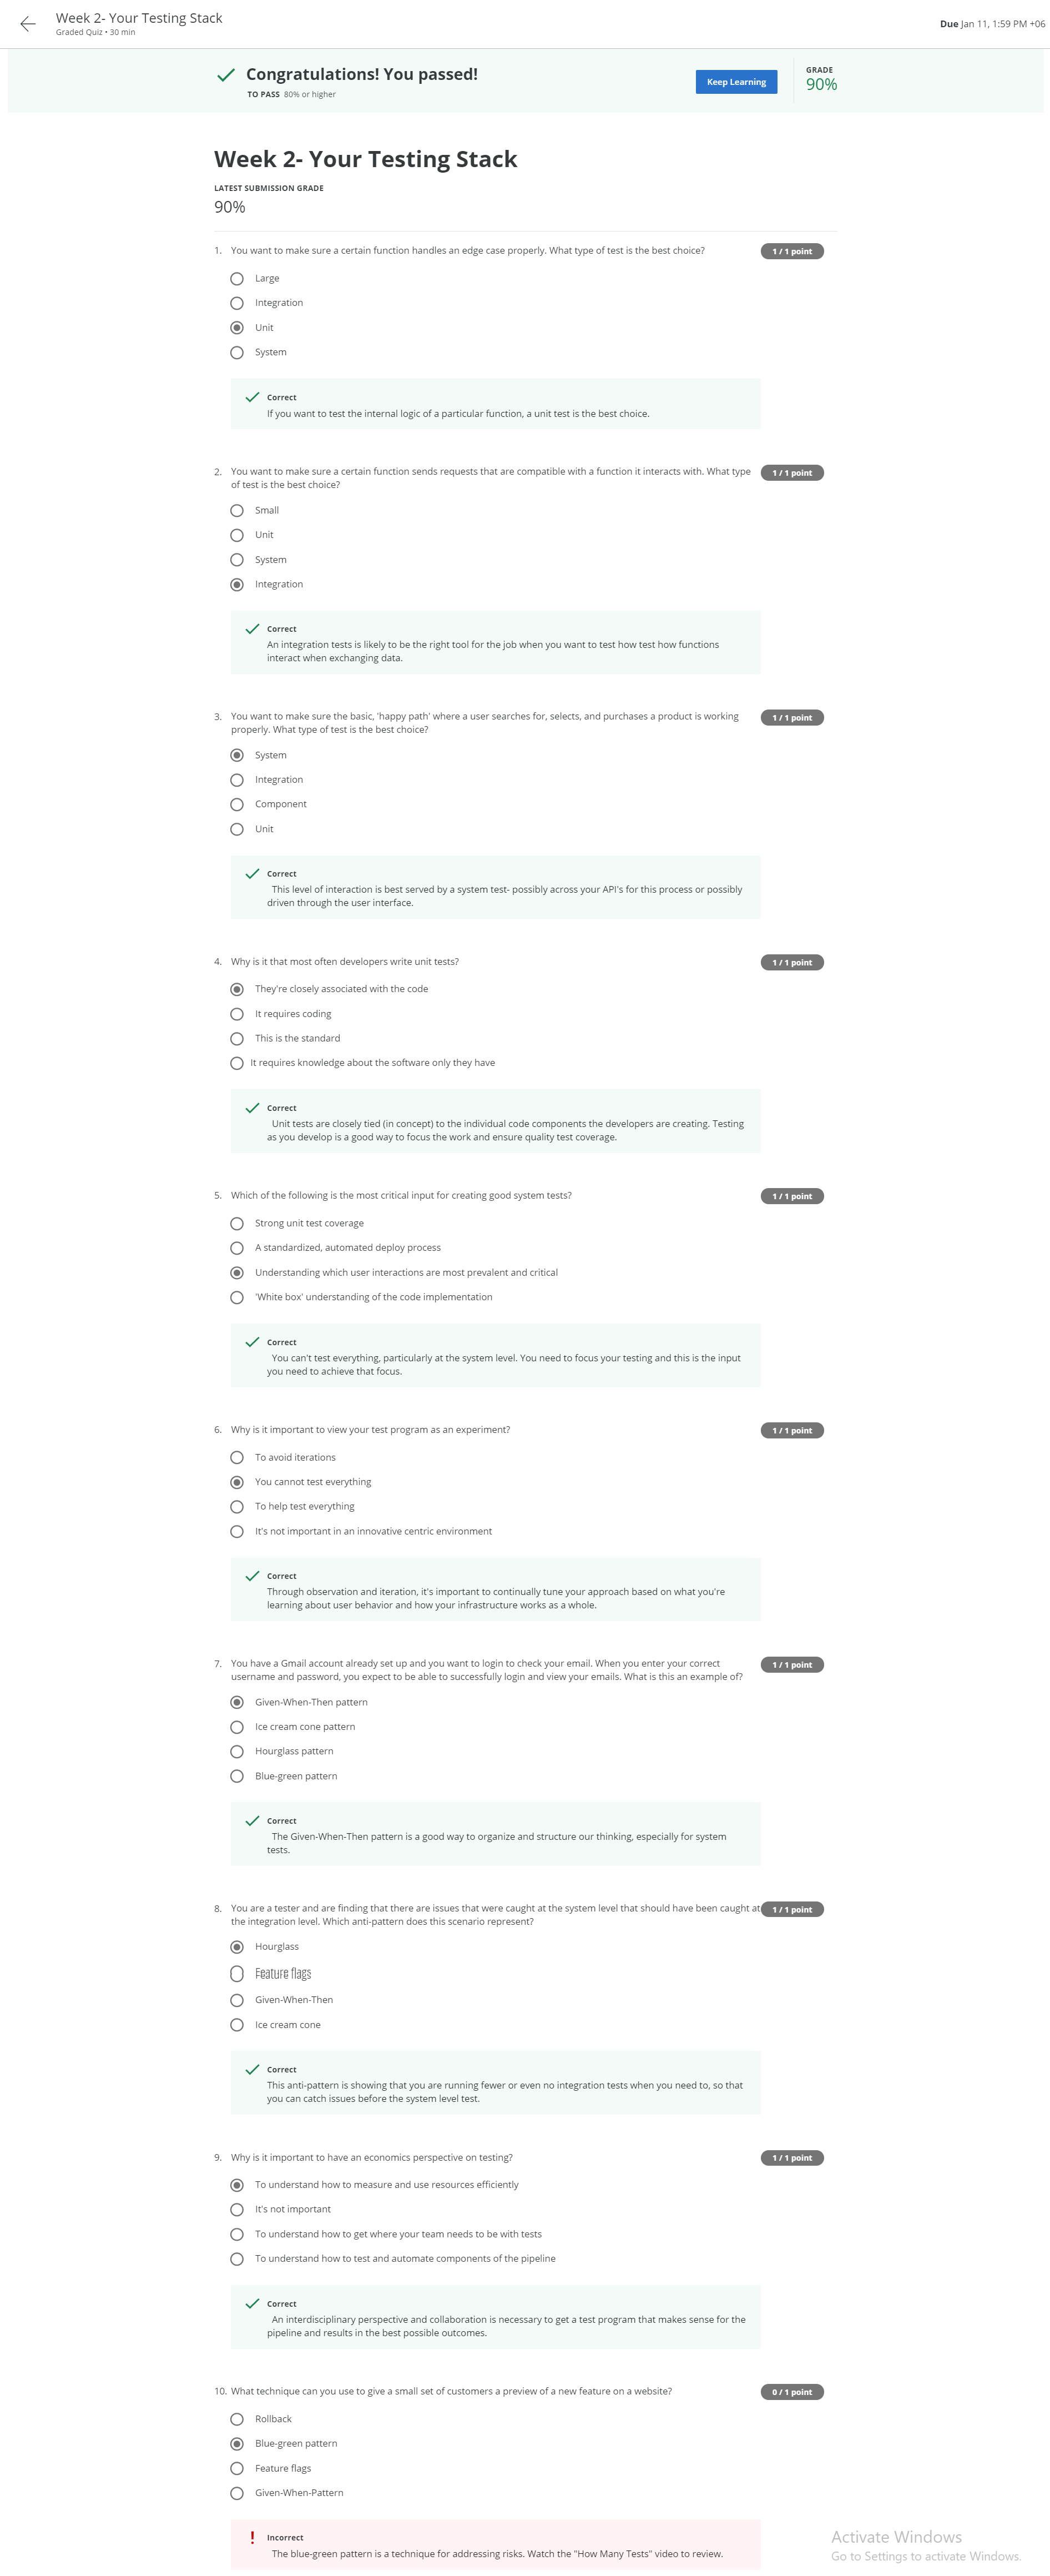 Week 2- Your Testing Stack
Graded Quiz • 30 min
Due Jan 11, 1:59 PM +06
Congratulations! You passed!
TO PASS 80% or higher
Keep Learning
GRADE
90%
Week 2- Your Testing Stack
LATEST SUBMISSION GRADE
90%
1. You want to make sure a certain function handles an edge case properly. What type of test is the best choice?
1 / 1 point
Large
Integration
Unit
System
Correct
If you want to test the internal logic of a particular function, a unit test is the best choice.
2. You want to make sure a certain function sends requests that are compatible with a function it interacts with. What type
of test is the best choice?
1 / 1 point
Small
Unit
System
Integration
Correct
An integration tests is likely to be the right tool for the job when you want to test how test how functions
interact when exchanging data.
3. You want to make sure the basic, 'happy path' where a user searches for, selects, and purchases a product is working
properly. What type of test is the best choice?
1 / 1 point
System
Integration
Component
Unit
Correct
This level of interaction is best served by a system test- possibly across your API's for this process or possibly
driven through the user interface.
4. Why is it that most often developers write unit tests?
1 / 1 point
They're closely associated with the code
It requires coding
This is the standard
It requires knowledge about the software only they have
Correct
Unit tests are closely tied (in concept) to the individual code components the developers are creating. Testing
as you develop is a good way to focus the work and ensure quality test coverage.
5. Which of the following is the most critical input for creating good system tests?
1 / 1 point
Strong unit test coverage
A standardized, automated deploy process
Understanding which user interactions are most prevalent and critical
'White box' understanding of the code implementation
Correct
You can't test everything, particularly at the system level. You need to focus your testing and this is the input
you need to achieve that focus.
6. Why is it important to view your test program as an experiment?
1 / 1 point
To avoid iterations
You cannot test everything
To help test everything
It's not important in an innovative centric environment
Correct
Through observation and iteration, it's important to continually tune your approach based on what you're
learning about user behavior and how your infrastructure works as a whole.
7. You have a Gmail account already set up and you want to login to check your email. When you enter your correct
username and password, you expect to be able to successfully login and view your emails. What is this an example of?
1 / 1 point
Given-When-Then pattern
Ice cream cone pattern
Hourglass pattern
Blue-green pattern
Correct
The Given-When-Then pattern is a good way to organize and structure our thinking, especially for system
tests.
8. You are a tester and are finding that there are issues that were caught at the system level that should have been caught at
the integration level. Which anti-pattern does this scenario represent?
1 / 1 point
Hourglass
Feature flags
Given-When-Then
Ice cream cone
Correct
This anti-pattern is showing that you are running fewer or even no integration tests when you need to, so that
you can catch issues before the system level test.
9. Why is it important to have an economics perspective on testing?
1 / 1 point
To understand how to measure and use resources efficiently
It's not important
To understand how to get where your team needs to be with tests
To understand how to test and automate components of the pipeline
Correct
An interdisciplinary perspective and collaboration is necessary to get a test program that makes sense for the
pipeline and results in the best possible outcomes.
10. What technique can you use to give a small set of customers a preview of a new feature on a website?
0 / 1 point
Rollback
Blue-green pattern
Feature flags
Given-When-Pattern
Incorrect
The blue-green pattern is a technique for addressing risks. Watch the "How Many Tests" video to review.
Activate Windows
Go to Settings to activate Windows.